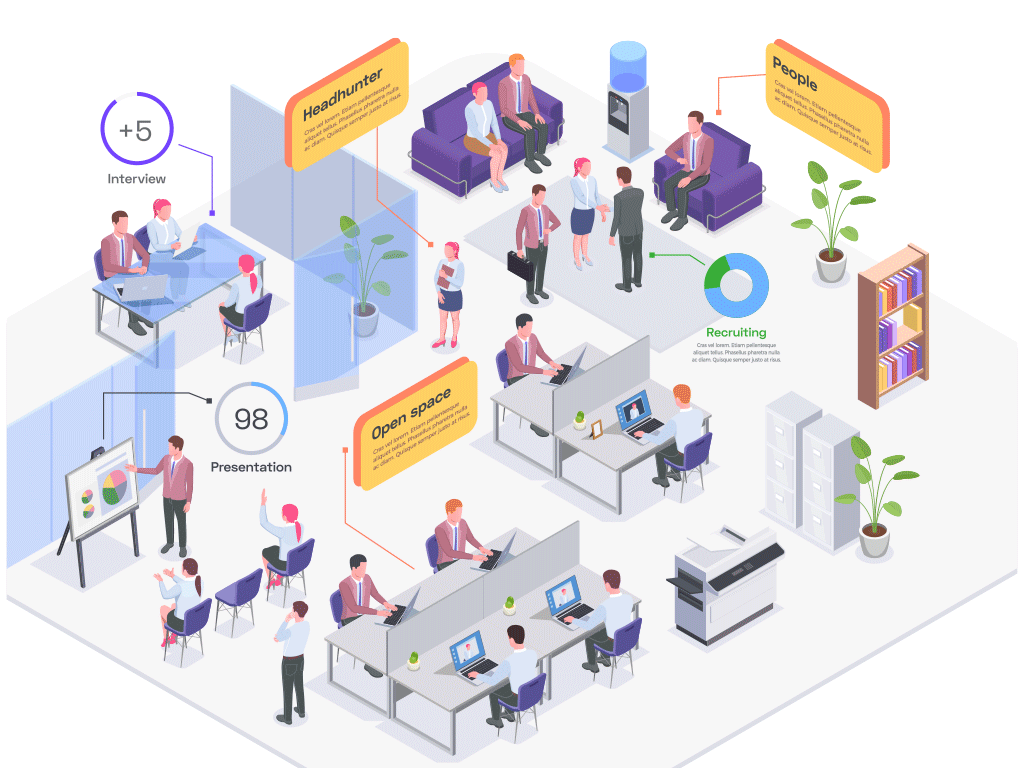 Headhunter
Cras vel lorem. Etiam pellentesque
aliquet tellus. Phasellus pharetra nulla
ac diam. Quisque semper justo at risus.
People
Cras vel lorem. Etiam pellentesque
aliquet tellus. Phasellus pharetra nulla
ac diam. Quisque semper justo at risus.
+5
Interview
Recruiting
Cras vel lorem. Etiam pellentesque
aliquet tellus. Phasellus pharetra nulla
ac diam. Quisque semper justo at risus.
98
Presentation
Open space
Cras vel lorem. Etiam pellentesque
aliquet tellus. Phasellus pharetra nulla
ac diam. Quisque semper justo at risus.